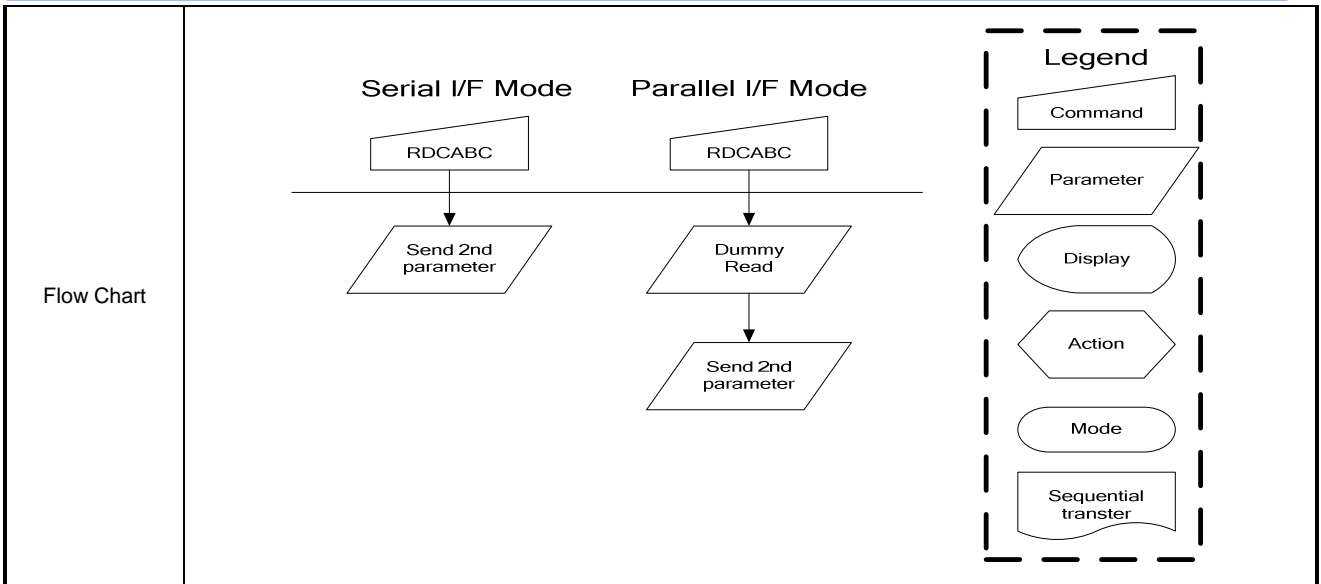 Flow Chart
Serial I/F Mode
RDCABC
Send 2nd
parameter
Parallel I/F Mode
RDCABC
Dummy
Read
Send 2nd
parameter
Legend
Command
Parameter
Display
Action
Mode
Sequential
transter